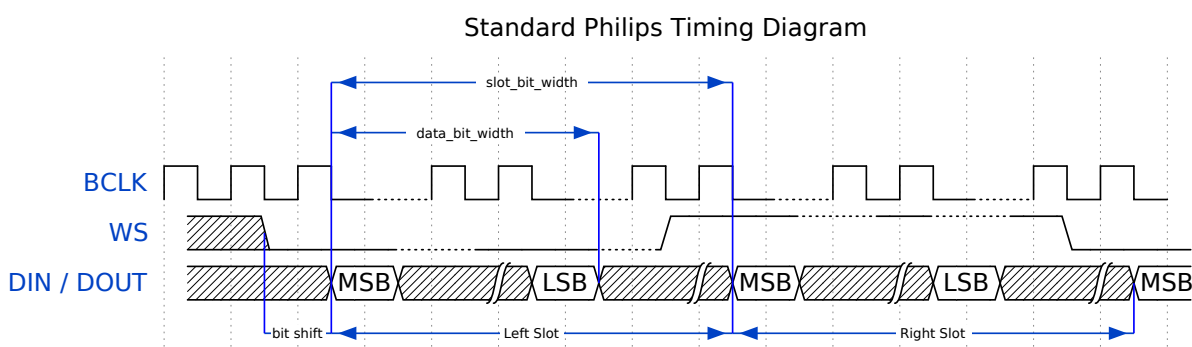 Standard Philips Timing Diagram
slot_bit_width
data_bit_width
BCLK
WS
DIN / DOUT
MSB
LSB
MSB
LSB
MSB
bit shift
Left Slot
Right Slot